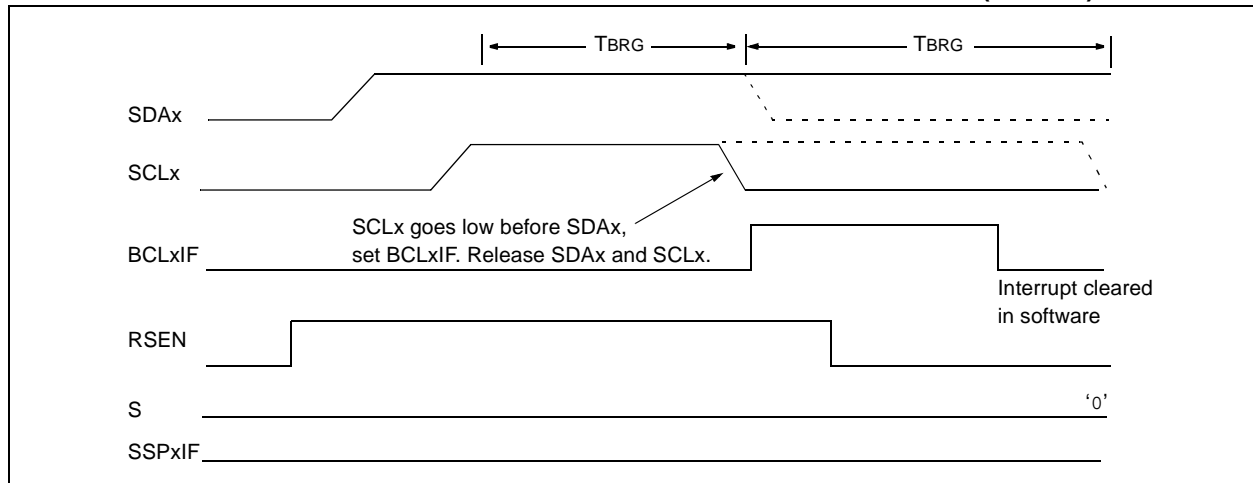 TBRG TBRG
SDAx
SCLx
SCLx goes low before SDAx,
set BCLxIF. Release SDAx and SCLx.
BCLxIF
Interrupt cleared
in software
RSEN
S
‘0’
SSPxIF